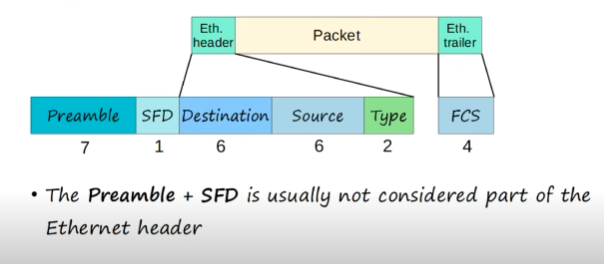 Eth.
header
Packet
Eth.
trailer
Preamble SFD Destination Source Type FCS
7 1 6 6 2 4
• The Preamble + SFD is usually not considered part of the
Ethernet header